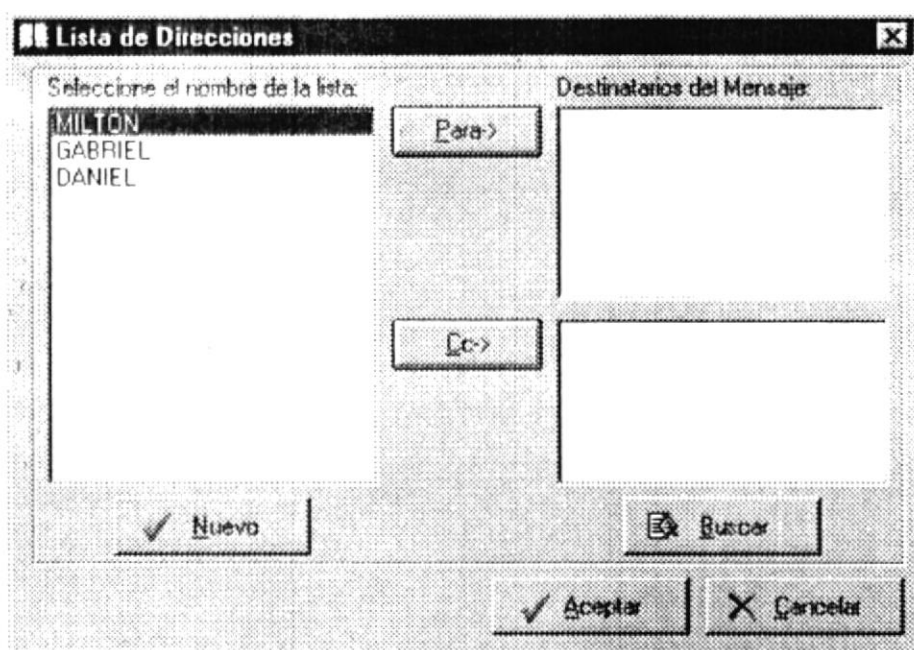 Lista de Direcciones
Seleccione el nombre de la lista:
Destinatarios del Mensaje:
MILTON
GABRIEL
DANIEL
Para->
Cc->
Nuevo
Buscar
Aceptar
Cancelar